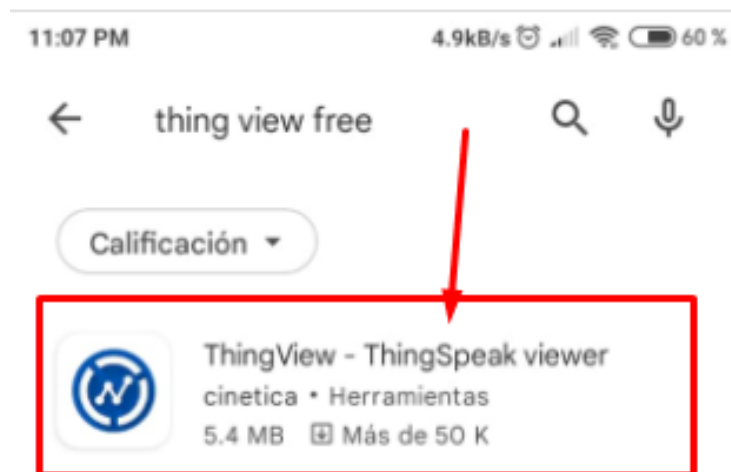 11:07 PM 4.9kB/s 60 %
thing view free
Calificación
ThingView - ThingSpeak viewer
cinetica • Herramientas
5.4 MB Más de 50 K